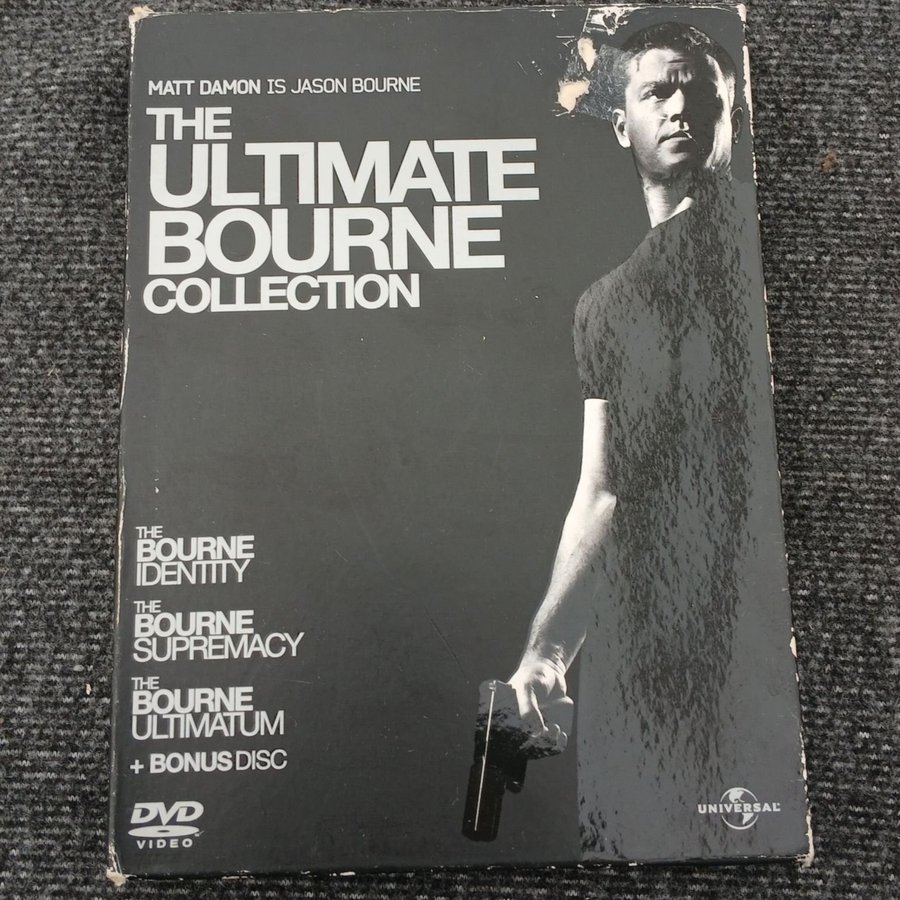 MATT DAMON IS JASON BOURNE
THE
ULTIMATE
BOURNE
COLLECTION
THE
BOURNE
IDENTITY
THE
BOURNE
SUPREMACY
THE
BOURNE
ULTIMATUM
+ BONUS DISC
DVD
VIDEO
UNIVERSAL